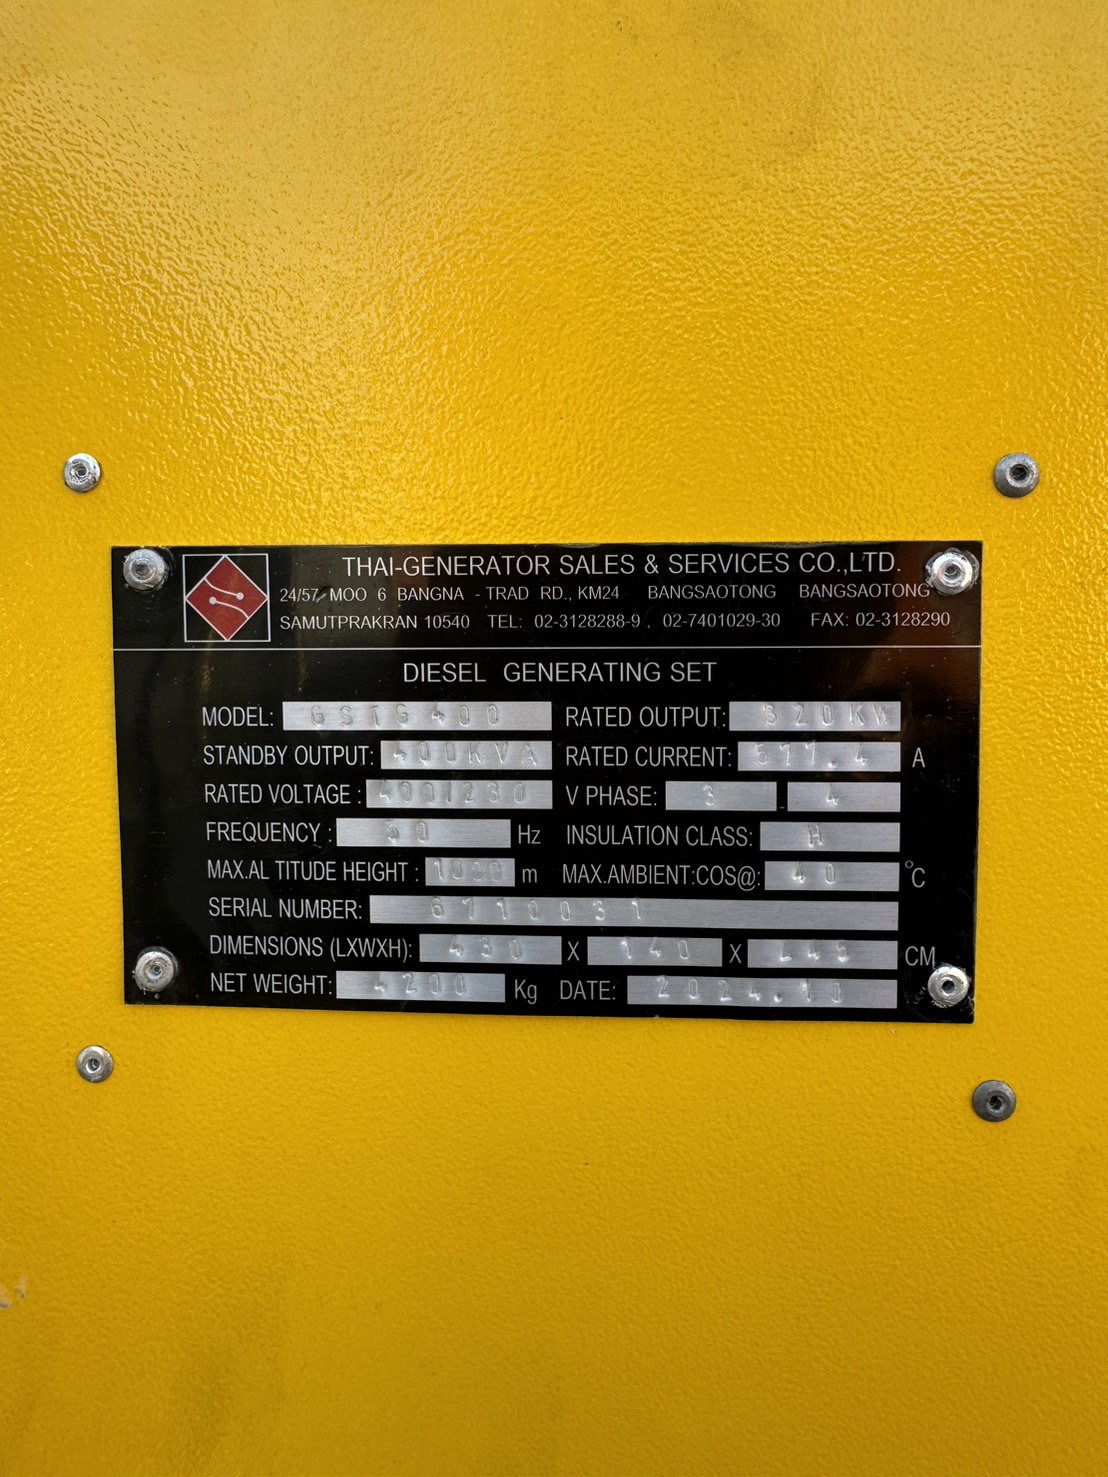 THAI-GENERATOR SALES & SERVICES CO.,LTD.
24/57 MOO 6 BANGNA - TRAD RD., KM24 BANGSAOTONG BANGSAOTONG
SAMUTPRAKRAN 10540 TEL: 02-3128288-9 , 02-7401029-30 FAX: 02-3128290
DIESEL GENERATING SET
MODEL: GSTG400 RATED OUTPUT: 320KW
STANDBY OUTPUT: 400KVA RATED CURRENT: 577.4 A
RATED VOLTAGE : 400/230 V PHASE: 3 - 4
FREQUENCY : 50 Hz INSULATION CLASS: H
MAX.AL TITUDE HEIGHT : 1000 m MAX.AMBIENT:COS@: 40 °C
SERIAL NUMBER: 6710031
DIMENSIONS (LXWXH): 430 X 140 X CM
NET WEIGHT: 4200 Kg DATE: 2024.10